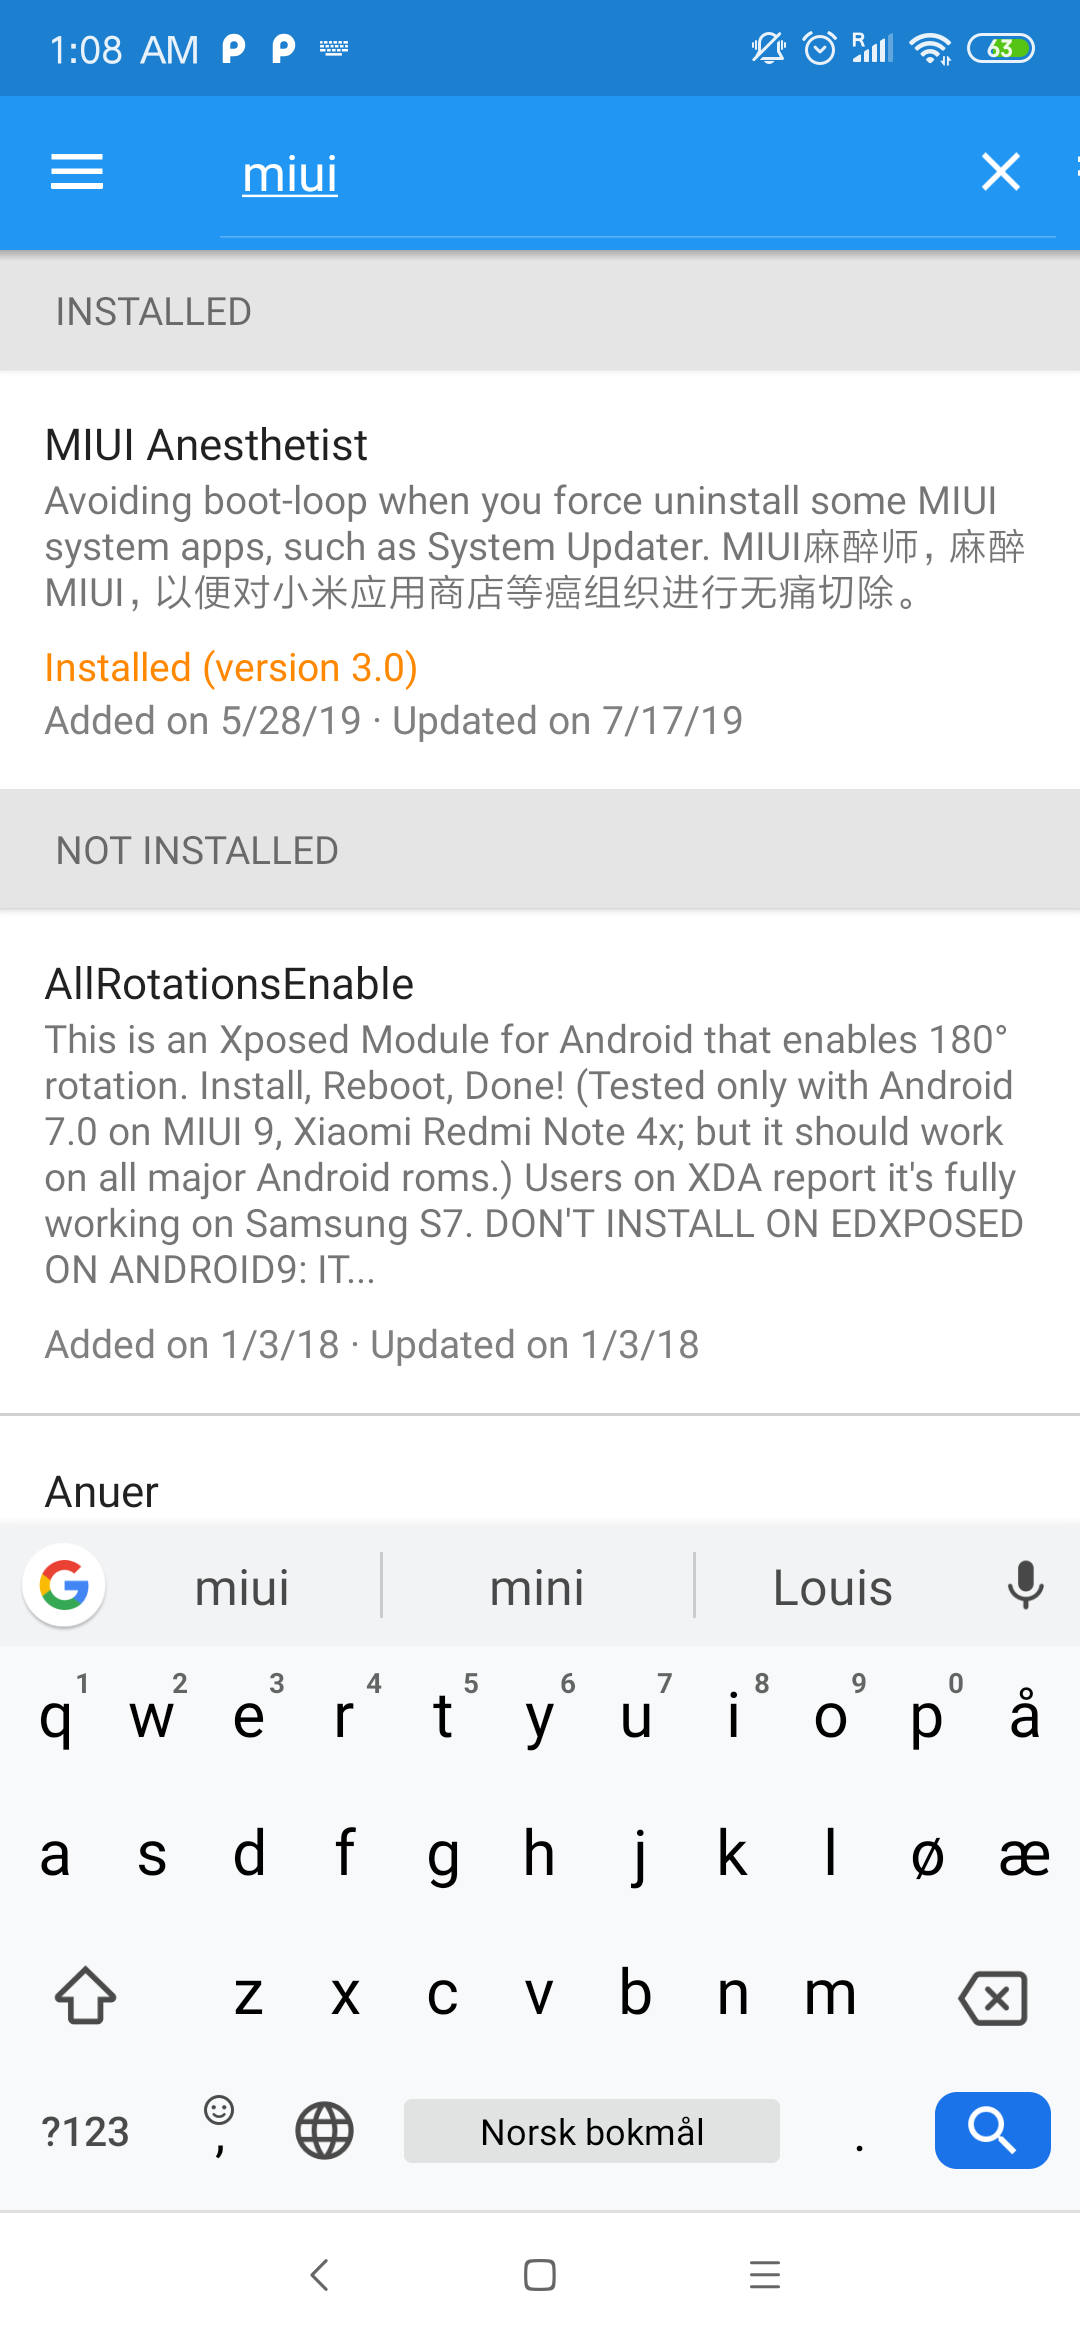 1:08 AM
R
63
miui
INSTALLED
MIUI Anesthetist
Avoiding boot-loop when you force uninstall some MIUI
system apps, such as System Updater. MIUI麻醉师，麻醉
MIUI，以便对小米应用商店等癌组织进行无痛切除。
Installed (version 3.0)
Added on 5/28/19 · Updated on 7/17/19
NOT INSTALLED
AllRotationsEnable
This is an Xposed Module for Android that enables 180°
rotation. Install, Reboot, Done! (Tested only with Android
7.0 on MIUI 9, Xiaomi Redmi Note 4x; but it should work
on all major Android roms.) Users on XDA report it's fully
working on Samsung S7. DON'T INSTALL ON EDXPOSED
ON ANDROID9: IT...
Added on 1/3/18 · Updated on 1/3/18
Anuer
miui mini Louis
1 2 3 4 5 6 7 8 9 0
q w e r t y u i o p å
a s d f g h j k l ø æ
z x c v b n m
?123 , Norsk bokmål .